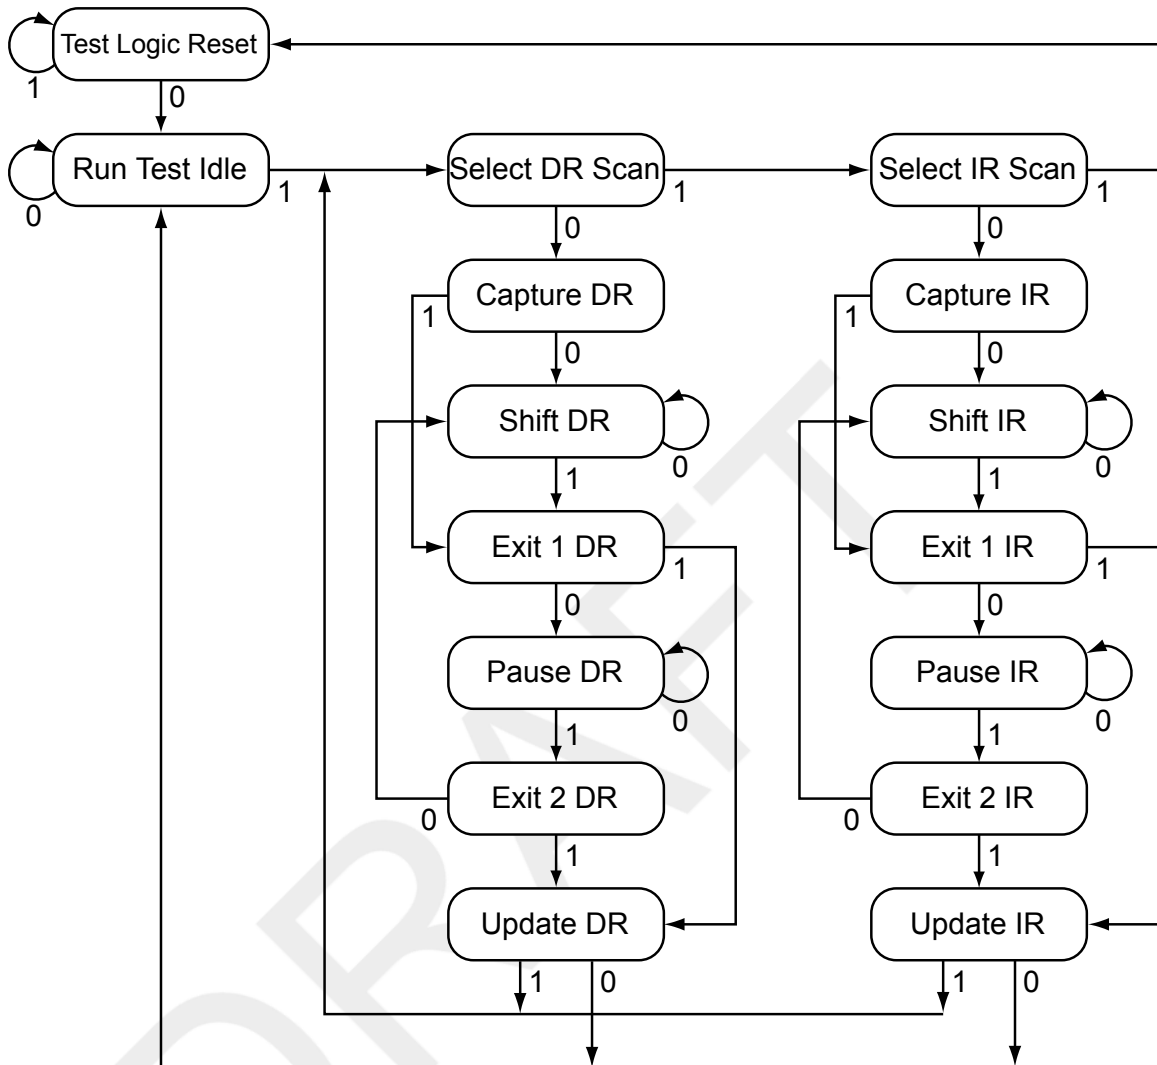 Test Logic Reset
1
0
Run Test Idle
0
1
Select DR Scan
1
0
Select IR Scan
1
0
Capture DR
1
0
Capture IR
1
0
Shift DR
0
1
Shift IR
0
1
Exit 1 DR
1
0
Exit 1 IR
1
0
Pause DR
0
1
Pause IR
0
1
Exit 2 DR
0
1
Exit 2 IR
0
1
Update DR
1
0
Update IR
1
0
DRAFT